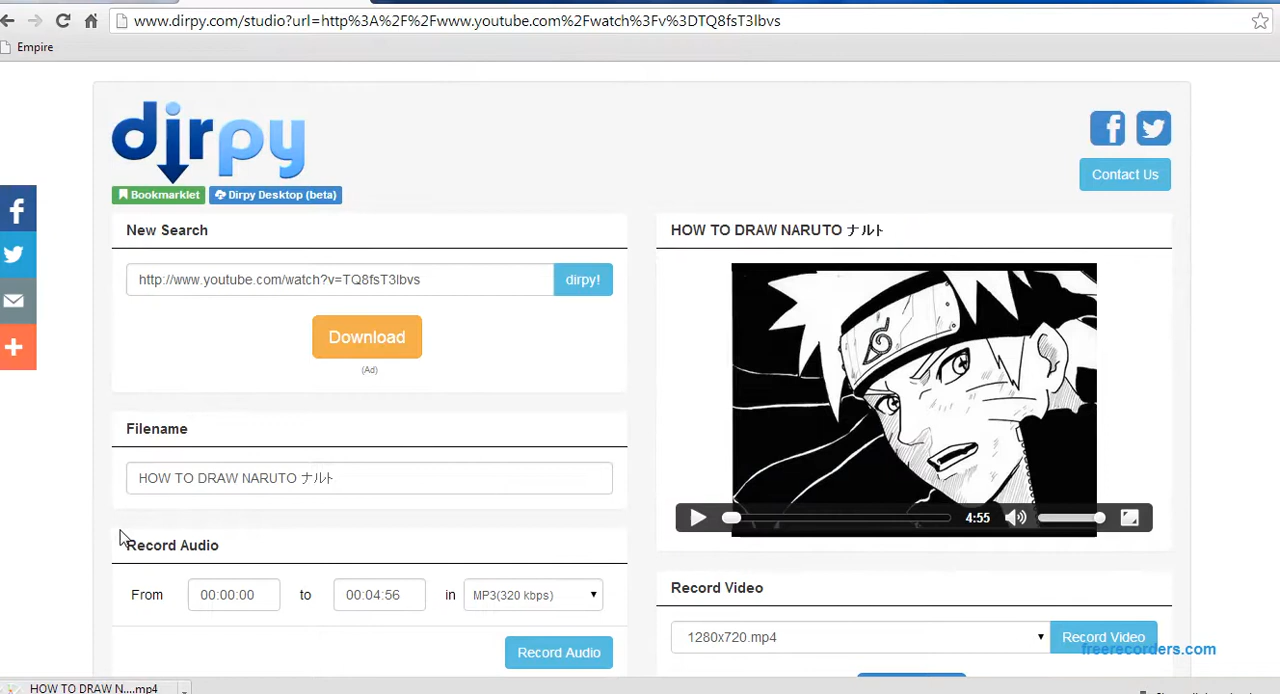 www.dirpy.com/studio?url=http%3A%2F%2Fwww.youtube.com%2Fwatch%3Fv%3DTQ8fsT3lbvs
Empire
dirpy
Bookmarklet
Dirpy Desktop (beta)
Contact Us
New Search
http://www.youtube.com/watch?v=TQ8fsT3lbvs
dirpy!
Download
(Ad)
Filename
HOW TO DRAW NARUTO ナルト
Record Audio
From 00:00:00 to 00:04:56 in MP3(320 kbps)
Record Audio
HOW TO DRAW NARUTO ナルト
4:55
Record Video
1280x720.mp4
Record Video
freerecorders.com
HOW TO DRAW N....mp4